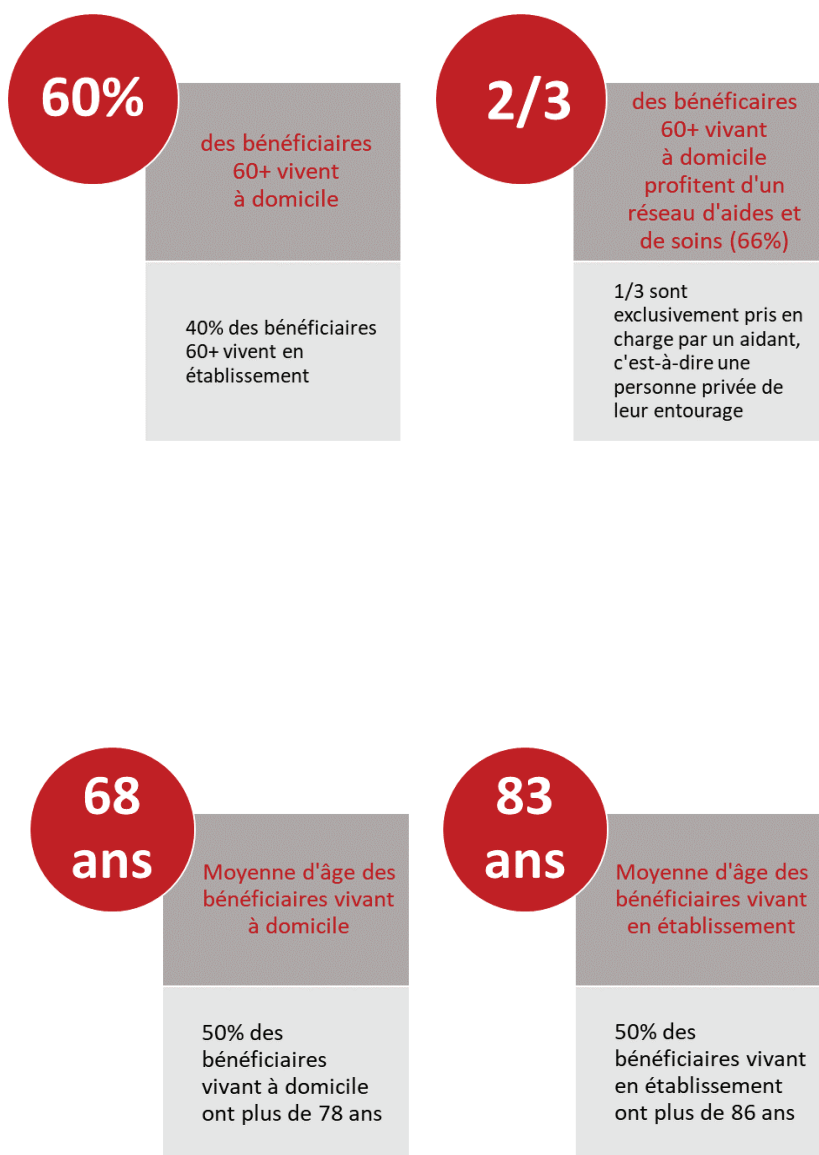 60%
des bénéficiaires
60+ vivent
à domicile
40% des bénéficiaires
60+ vivent en
établissement
2/3
des bénéficaires
60+ vivant
à domicile
profitent d'un
réseau d'aides et
de soins (66%)
1/3 sont
exclusivement pris en
charge par un aidant,
c'est-à-dire une
personne privée de
leur entourage
68
ans
Moyenne d'âge des
bénéficiaires vivant
à domicile
50% des
bénéficiaires
vivant à domicile
ont plus de 78 ans
83
ans
Moyenne d'âge des
bénéficiaires vivant
en établissement
50% des
bénéficiaires vivant
en établissement
ont plus de 86 ans